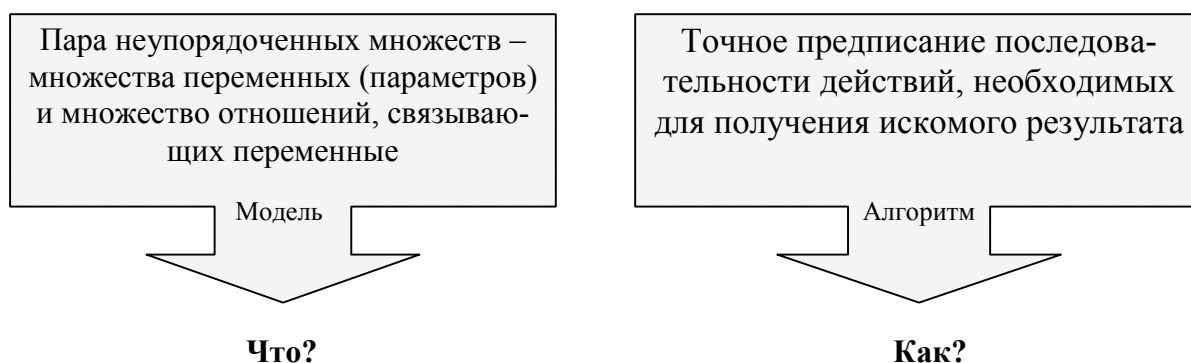 Пара неупорядоченных множеств –
множества переменных (параметров)
и множество отношений, связываю-
щих переменные
Модель
Что?
Точное предписание последова-
тельности действий, необходимых
для получения искомого результата
Алгоритм
Как?